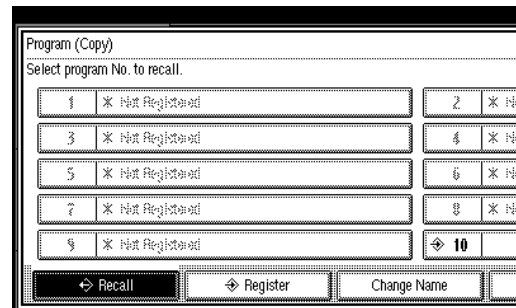 Program (Copy)
Select program No. to recall.
1 * Not Registered 2 * N
3 * Not Registered 4 * N
5 * Not Registered 6 * N
7 * Not Registered 8 * N
9 * Not Registered 10
Recall Register Change Name